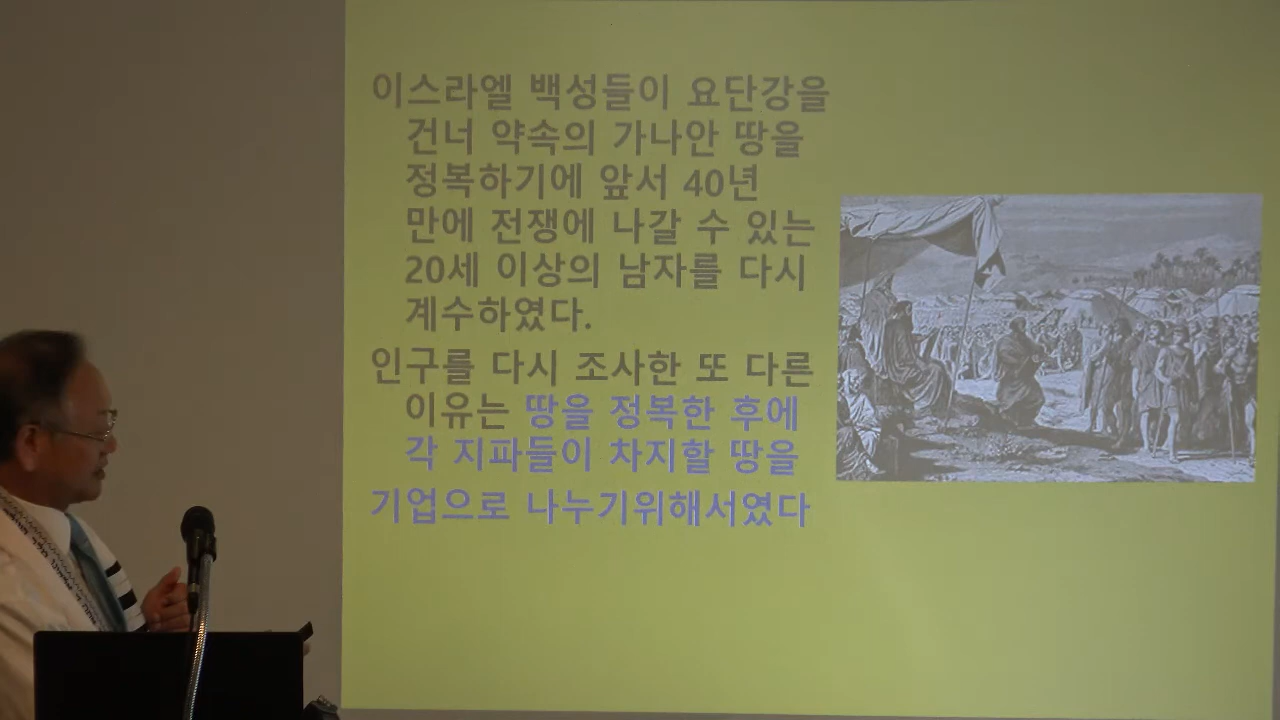 이스라엘 백성들이 요단강을
건너 약속의 가나안 땅을
정복하기에 앞서 40년
만에 전쟁에 나갈 수 있는
20세 이상의 남자를 다시
계수하였다.
인구를 다시 조사한 또 다른
이유는 땅을 정복한 후에
각 지파들이 차지할 땅을
기업으로 나누기위해서였다